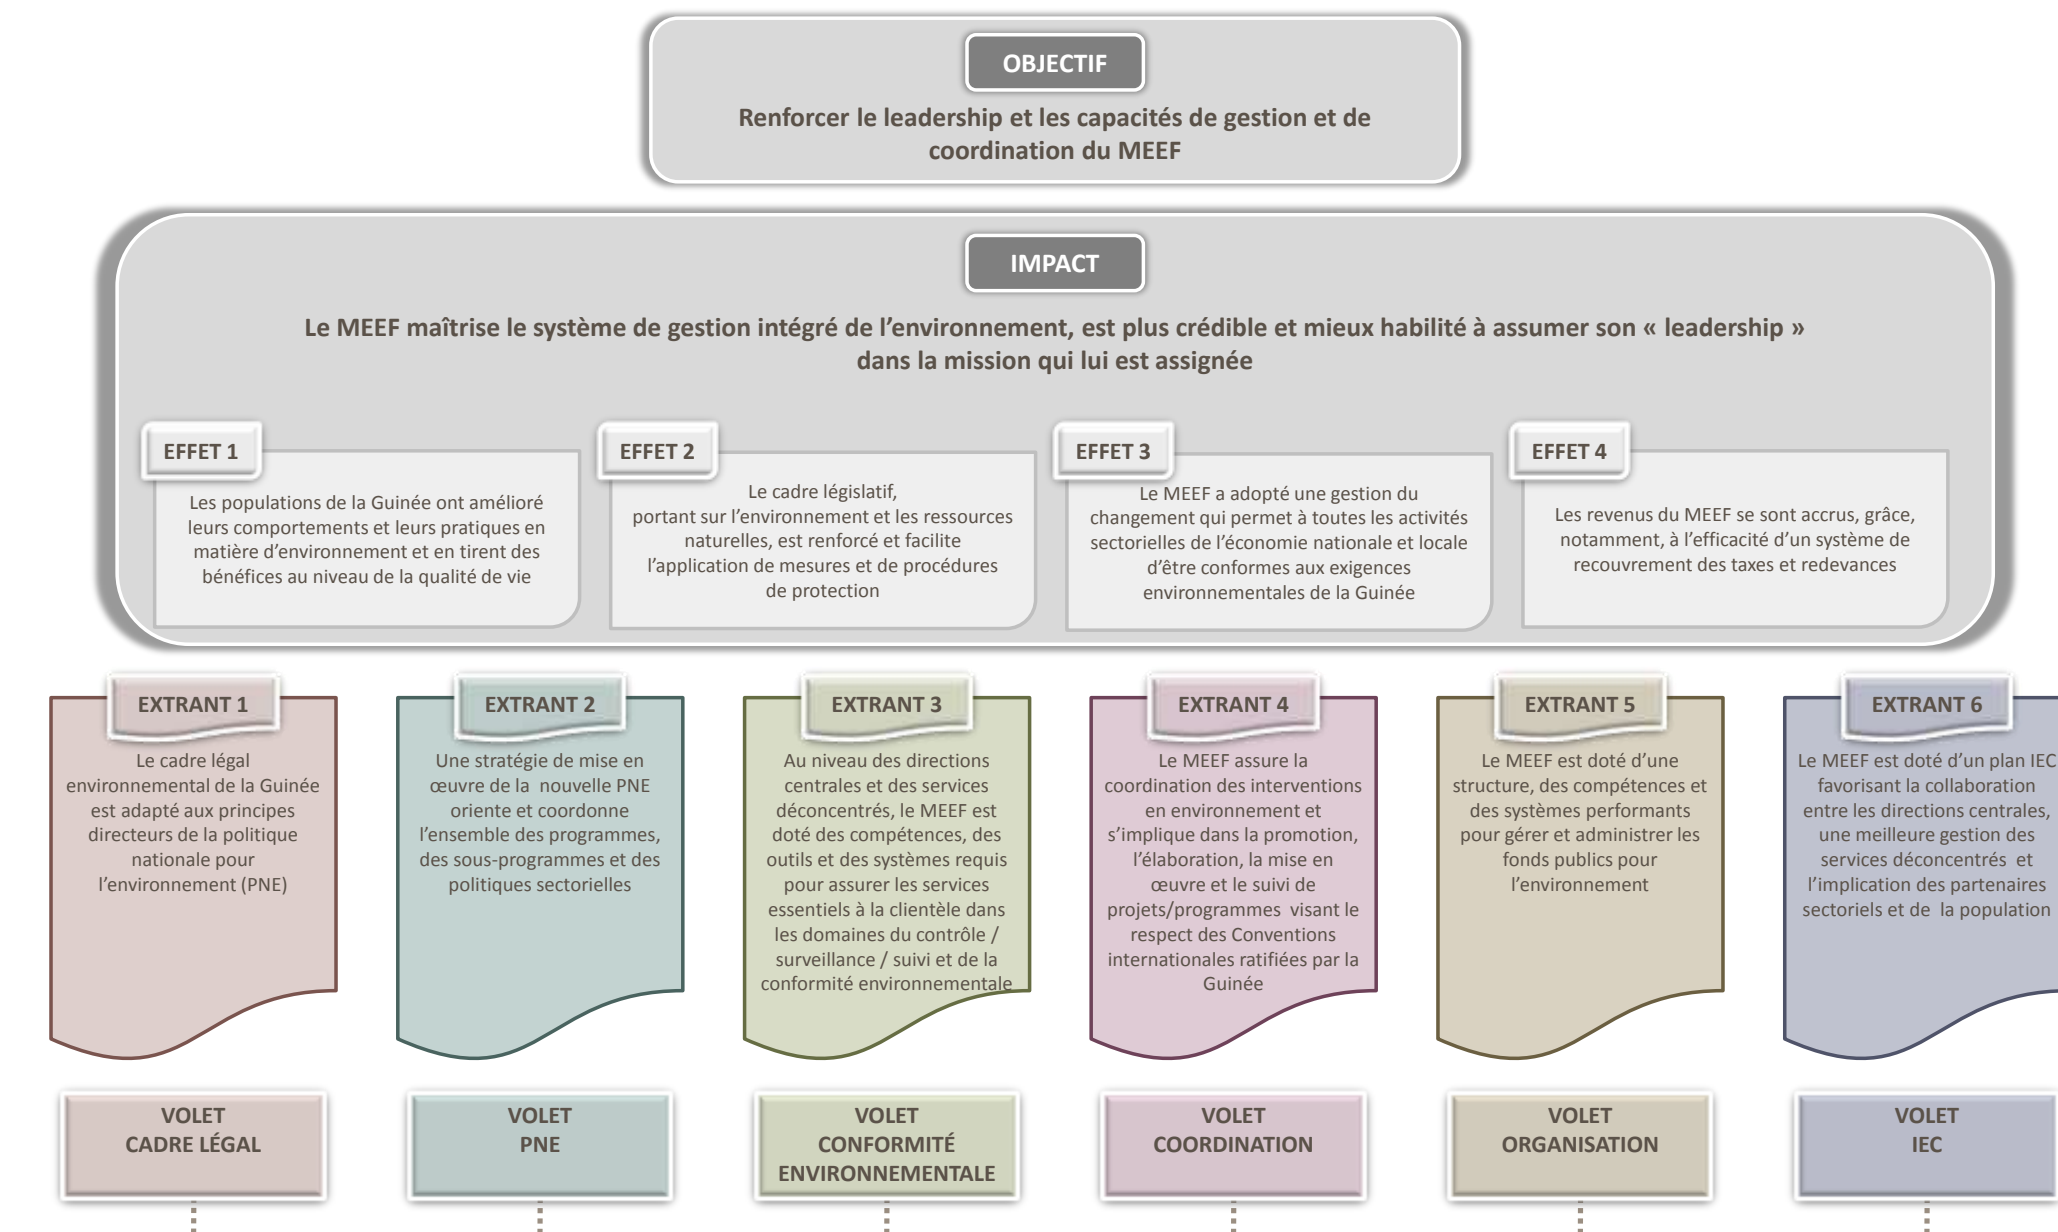 OBJECTIF
Renforcer le leadership et les capacités de gestion et de
coordination du MEEF
IMPACT
Le MEEF maîtrise le système de gestion intégré de l’environnement, est plus crédible et mieux habilité à assumer son « leadership »
dans la mission qui lui est assignée
EFFET 1
Les populations de la Guinée ont amélioré
leurs comportements et leurs pratiques en
matière d’environnement et en tirent des
bénéfices au niveau de la qualité de vie
EFFET 2
Le cadre législatif,
portant sur l’environnement et les ressources
naturelles, est renforcé et facilite
l’application de mesures et de procédures
de protection
EFFET 3
Le MEEF a adopté une gestion du
changement qui permet à toutes les activités
sectorielles de l’économie nationale et locale
d’être conformes aux exigences
environnementales de la Guinée
EFFET 4
Les revenus du MEEF se sont accrus, grâce,
notamment, à l’efficacité d’un système de
recouvrement des taxes et redevances
EXTRANT 1
Le cadre légal
environnemental de la Guinée
est adapté aux principes
directeurs de la politique
nationale pour
l’environnement (PNE)
EXTRANT 2
Une stratégie de mise en
œuvre de la nouvelle PNE
oriente et coordonne
l’ensemble des programmes,
des sous-programmes et des
politiques sectorielles
EXTRANT 3
Au niveau des directions
centrales et des services
déconcentrés, le MEEF est
doté des compétences, des
outils et des systèmes requis
pour assurer les services
essentiels à la clientèle dans
les domaines du contrôle /
surveillance / suivi et de la
conformité environnementale
EXTRANT 4
Le MEEF assure la
coordination des interventions
en environnement et
s’implique dans la promotion,
l’élaboration, la mise en
œuvre et le suivi de
projets/programmes visant le
respect des Conventions
internationales ratifiées par la
Guinée
EXTRANT 5
Le MEEF est doté d’une
structure, des compétences et
des systèmes performants
pour gérer et administrer les
fonds publics pour
l’environnement
EXTRANT 6
Le MEEF est doté d’un plan IEC
favorisant la collaboration
entre les directions centrales,
une meilleure gestion des
services déconcentrés et
l’implication des partenaires
sectoriels et de la population
VOLET
CADRE LÉGAL
VOLET
PNE
VOLET
CONFORMITÉ
ENVIRONNEMENTALE
VOLET
COORDINATION
VOLET
ORGANISATION
VOLET
IEC